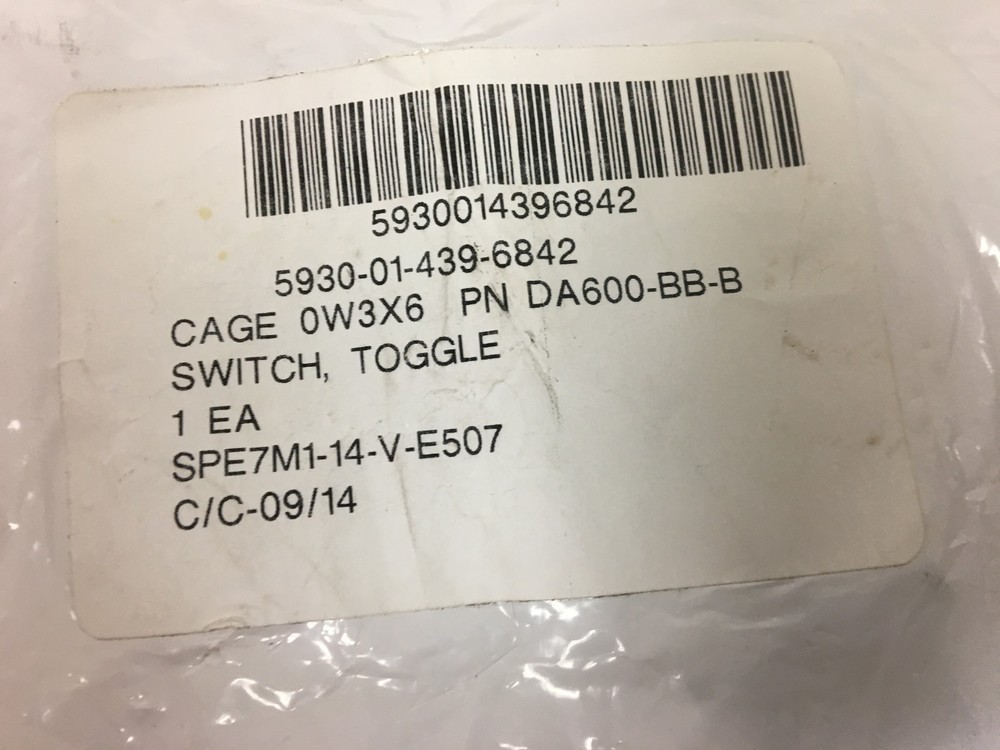 5930014396842
5930-01-439-6842
CAGE 0W3X6 PN DA600-BB-B
SWITCH, TOGGLE
1 EA
SPE7M1-14-V-E507
C/C-09/14